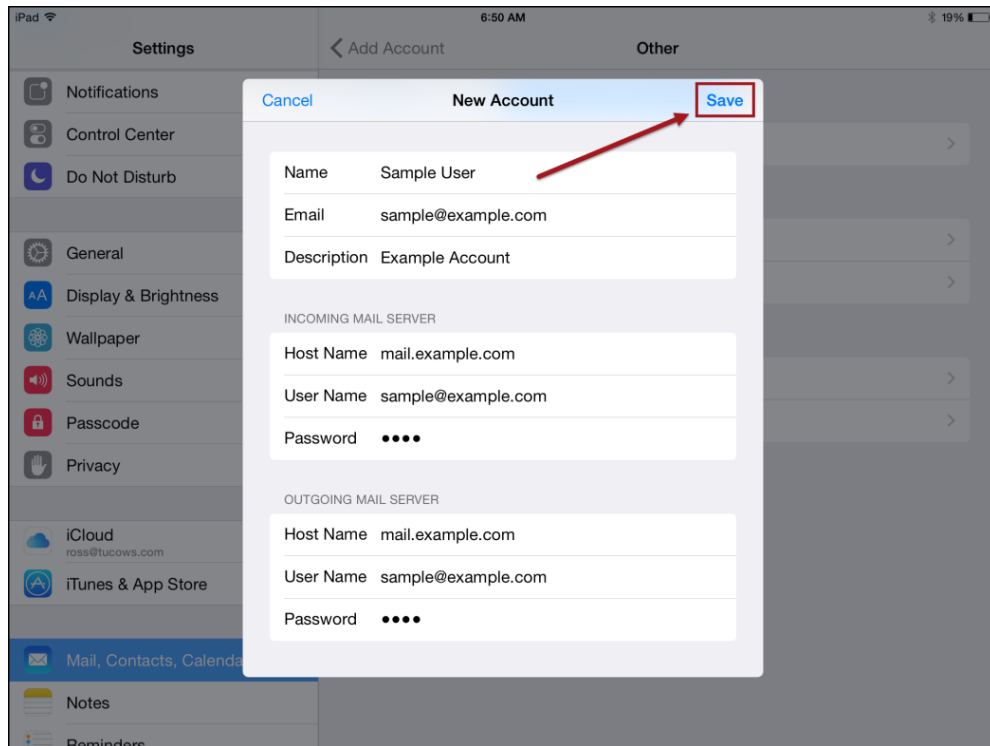 iPad 6:50 AM 19%
Settings
Add Account Other
Notifications
Control Center
Do Not Disturb
General
AA Display & Brightness
Wallpaper
Sounds
Passcode
Privacy
iCloud
ross@tucows.com
iTunes & App Store
Mail, Contacts, Calenda
Notes
Reminders
Cancel New Account Save
Name Sample User
Email sample@example.com
Description Example Account
INCOMING MAIL SERVER
Host Name mail.example.com
User Name sample@example.com
Password ••••
OUTGOING MAIL SERVER
Host Name mail.example.com
User Name sample@example.com
Password ••••